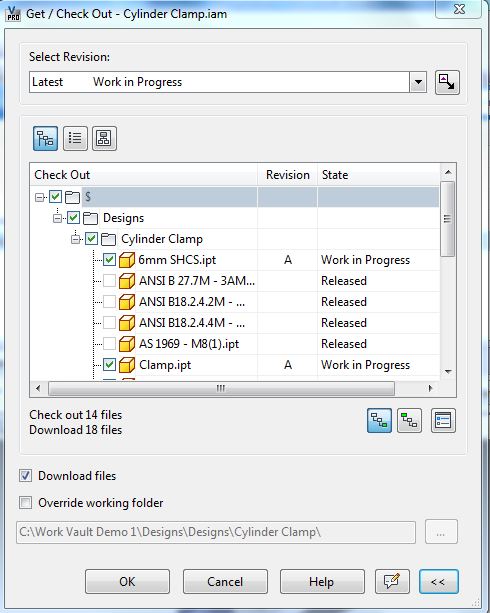 V PRO Get / Check Out - Cylinder Clamp.iam
Select Revision:
Latest Work in Progress
Check Out Revision State
$
Designs
Cylinder Clamp
6mm SHCS.ipt A Work in Progress
ANSI B 27.7M - 3AM... Released
ANSI B18.2.4.2M - ... Released
ANSI B18.2.4.4M - ... Released
AS 1969 - M8(1).ipt Released
Clamp.ipt A Work in Progress
Check out 14 files
Download 18 files
Download files
Override working folder
C:\Work Vault Demo 1\Designs\Designs\Cylinder Clamp\ ...
OK Cancel Help <<